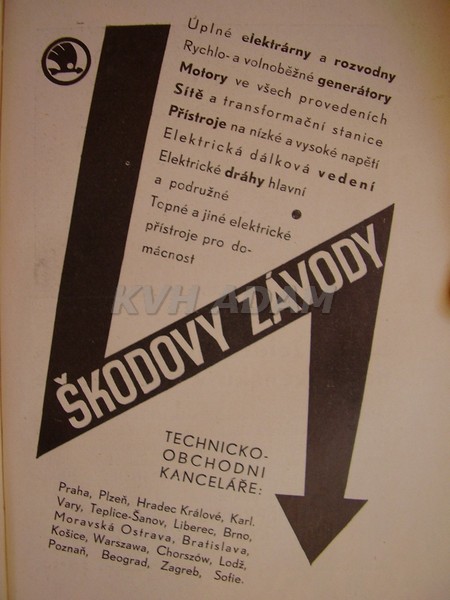 Úplné elektrárny a rozvodny
Rychlo- a volnoběžné generátory
Motory ve všech provedeních
Sítě a transformační stanice
Přístroje na nízké a vysoké napětí
Elektrická dálková vedení
Elektrické dráhy hlavní
a podružné
Topné a jiné elektrické
přístroje pro do-
mácnost
KVH ADAM
ŠKODOVY ZÁVODY
TECHNICKO-
OBCHODNI
KANCELÁŘE:
Praha, Plzeň, Hradec Králové, Karl.
Vary, Teplice-Šanov, Liberec, Brno,
Moravská Ostrava, Bratislava,
Košice, Warszawa, Chorszów, Lodž,
Poznaň, Beograd, Zagreb, Sofie.